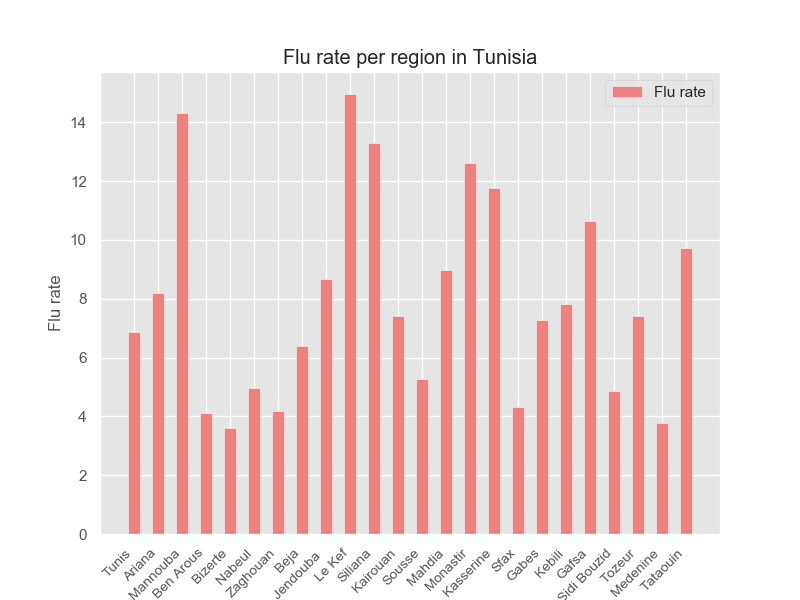 Flu rate per region in Tunisia
Flu rate
Flu rate
14
12
10
8
6
4
2
0
Tunis
Ariana
Mannouba
Ben Arous
Bizerte
Nabeul
Zaghouan
Beja
Jendouba
Le Kef
Siliana
Kairouan
Sousse
Mahdia
Monastir
Kasserine
Sfax
Gabes
Kebili
Gafsa
Sidi Bouzid
Tozeur
Medenine
Tataouin